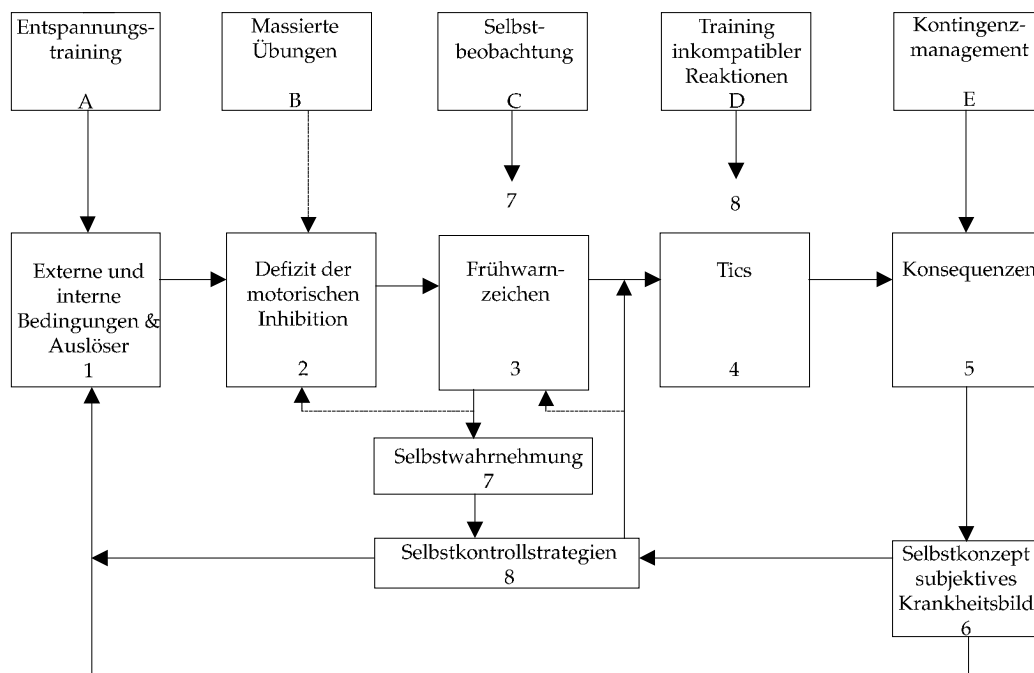 Entspannungs-
training
A
Massierte
Übungen
B
Selbst-
beobachtung
C
Training
inkompatibler
Reaktionen
D
Kontingenz-
management
E
7
8
Externe und
interne
Bedingungen &
Auslöser
1
Defizit der
motorischen
Inhibition
2
Frühwarn-
zeichen
3
Tics
4
Konsequenzen
5
Selbstwahrnehmung
7
Selbstkontrollstrategien
8
Selbstkonzept
subjektives
Krankheitsbild
6